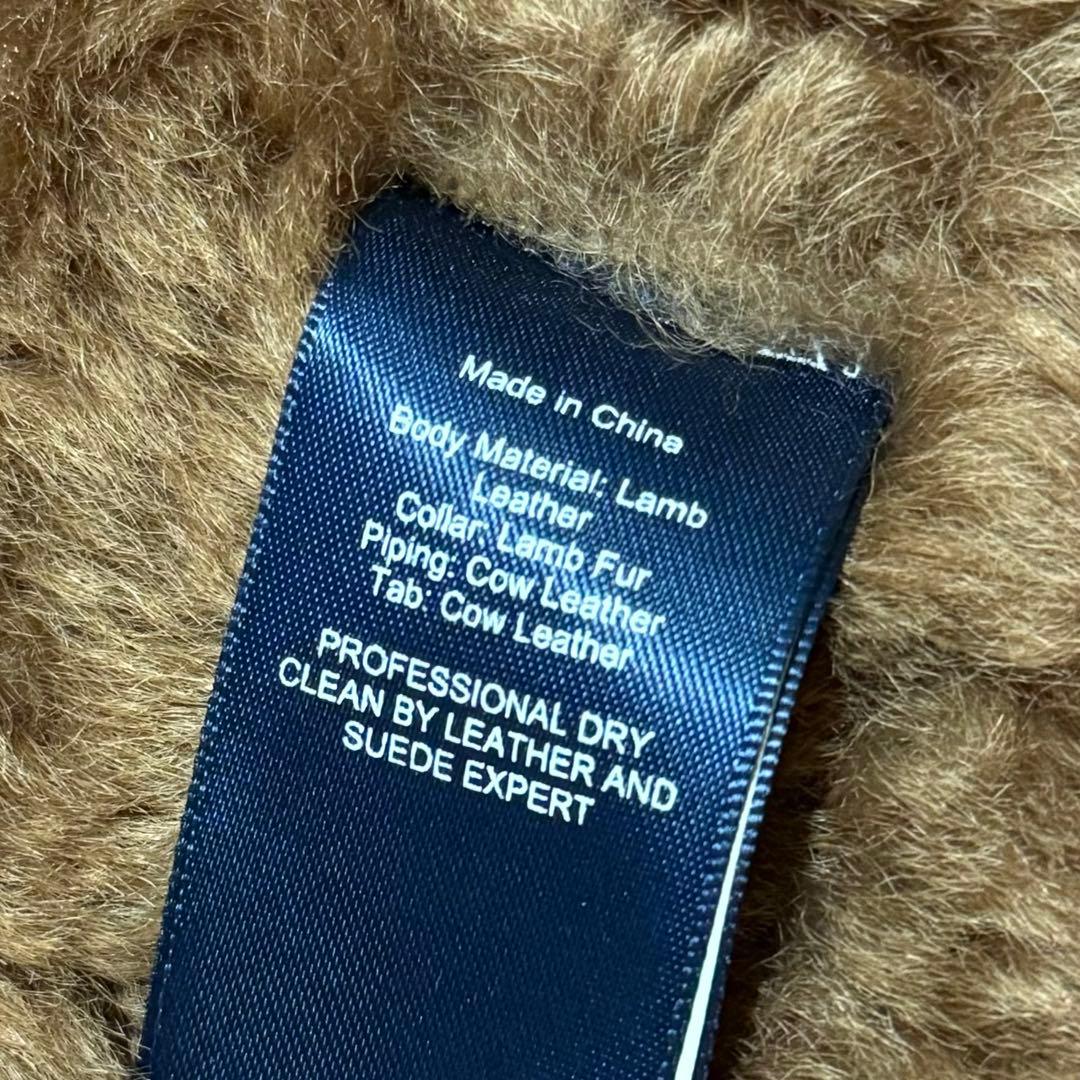 Made in China
Body Material: Lamb
Leather
Collar: Lamb Fur
Piping: Cow Leather
Tab: Cow Leather
PROFESSIONAL DRY
CLEAN BY LEATHER AND
SUEDE EXPERT